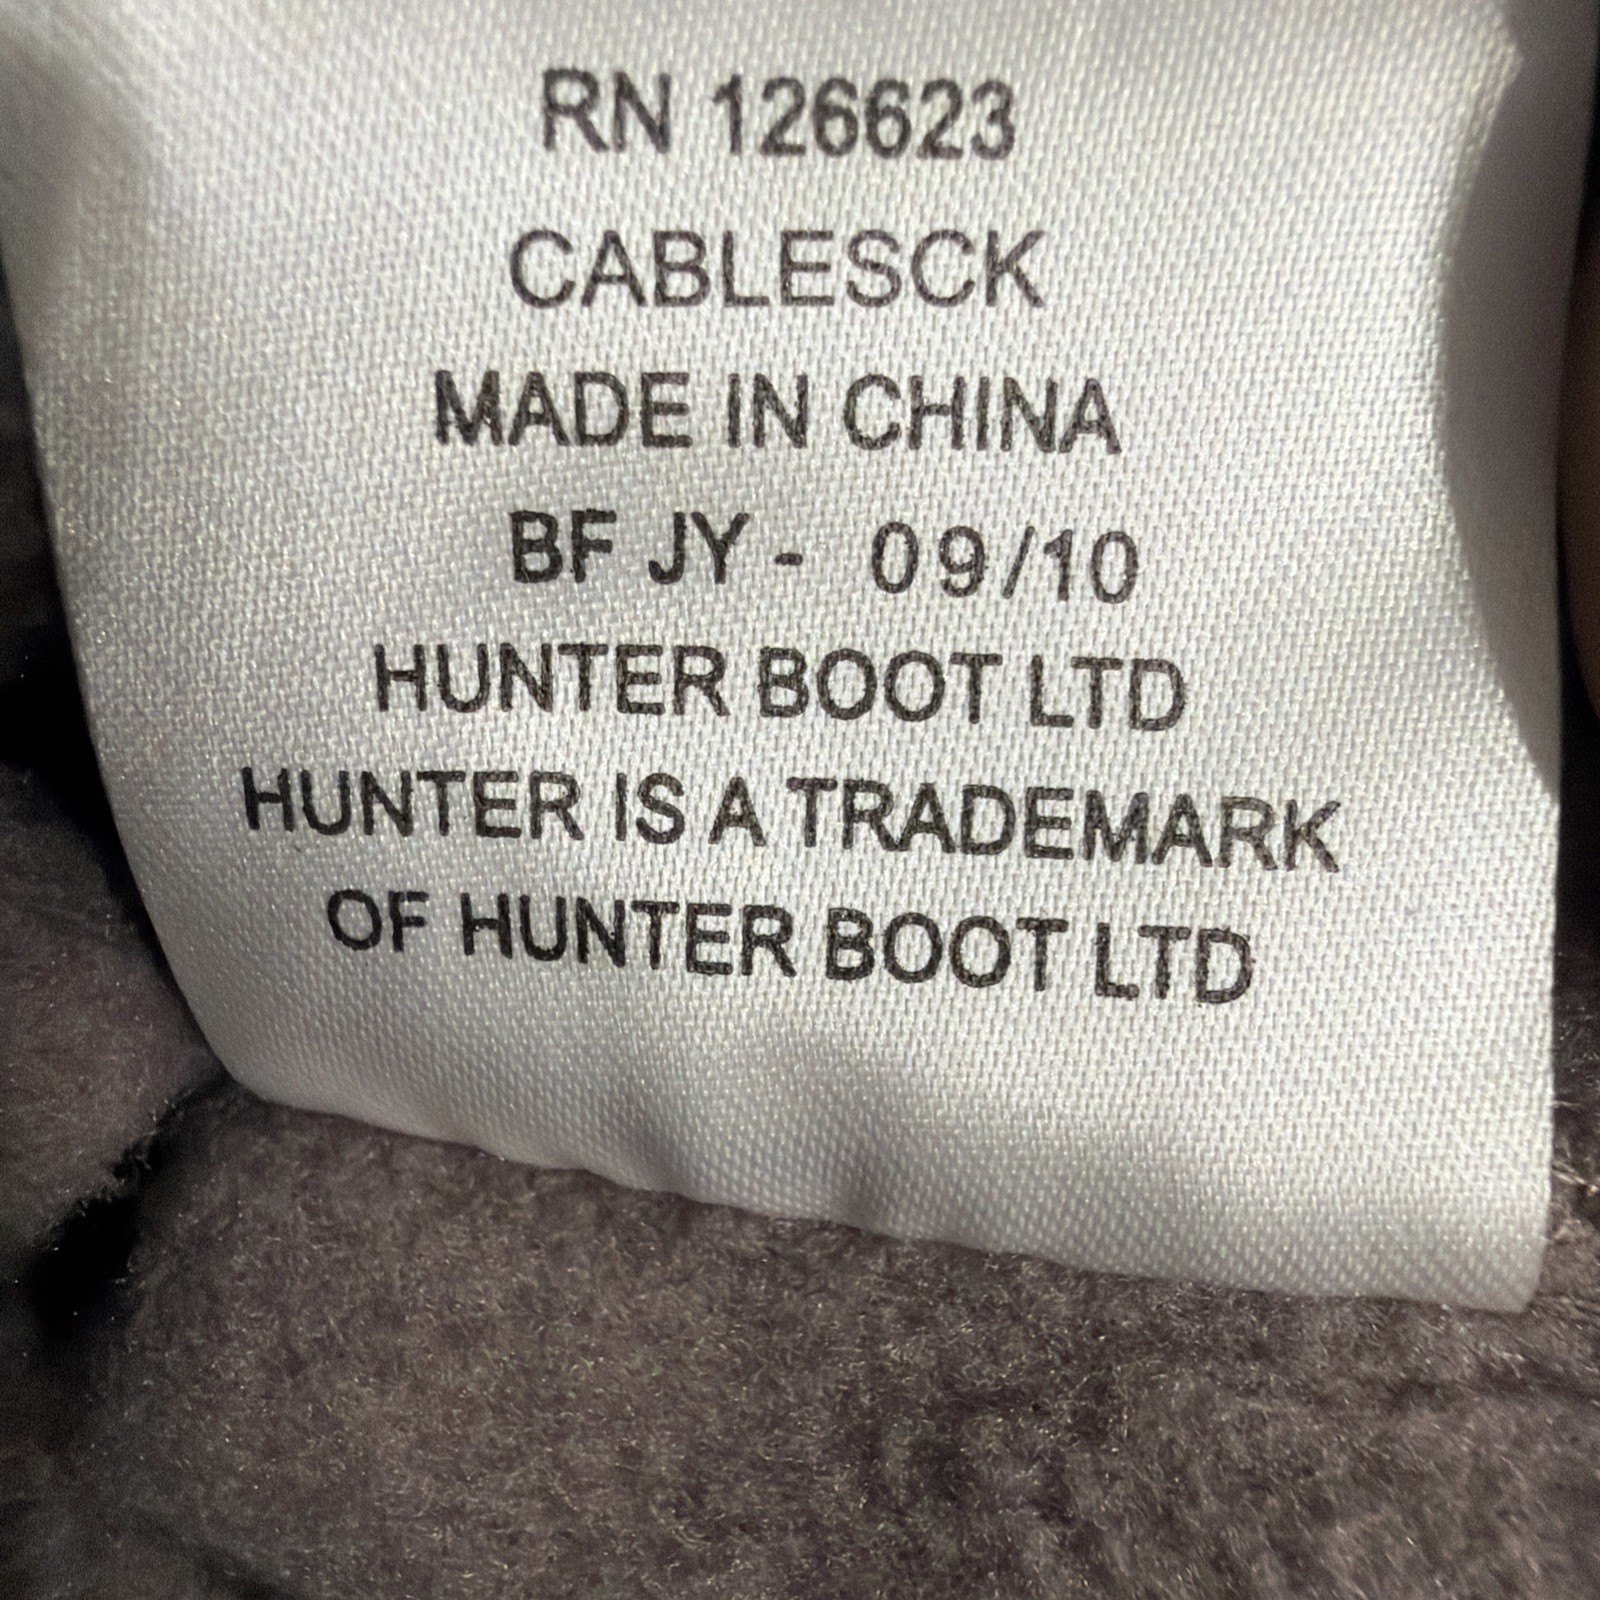 RN 126623
CABLESCK
MADE IN CHINA
BF JY - 09/10
HUNTER BOOT LTD
HUNTER IS A TRADEMARK
OF HUNTER BOOT LTD